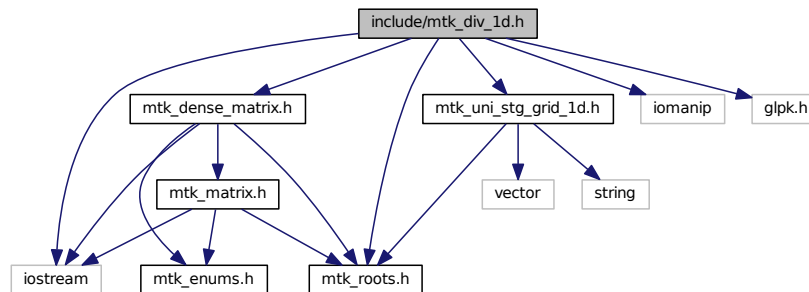 include/mtk_div_1d.h
mtk_dense_matrix.h
mtk_uni_stg_grid_1d.h
iomanip
glpk.h
mtk_matrix.h
vector
string
iostream
mtk_enums.h
mtk_roots.h